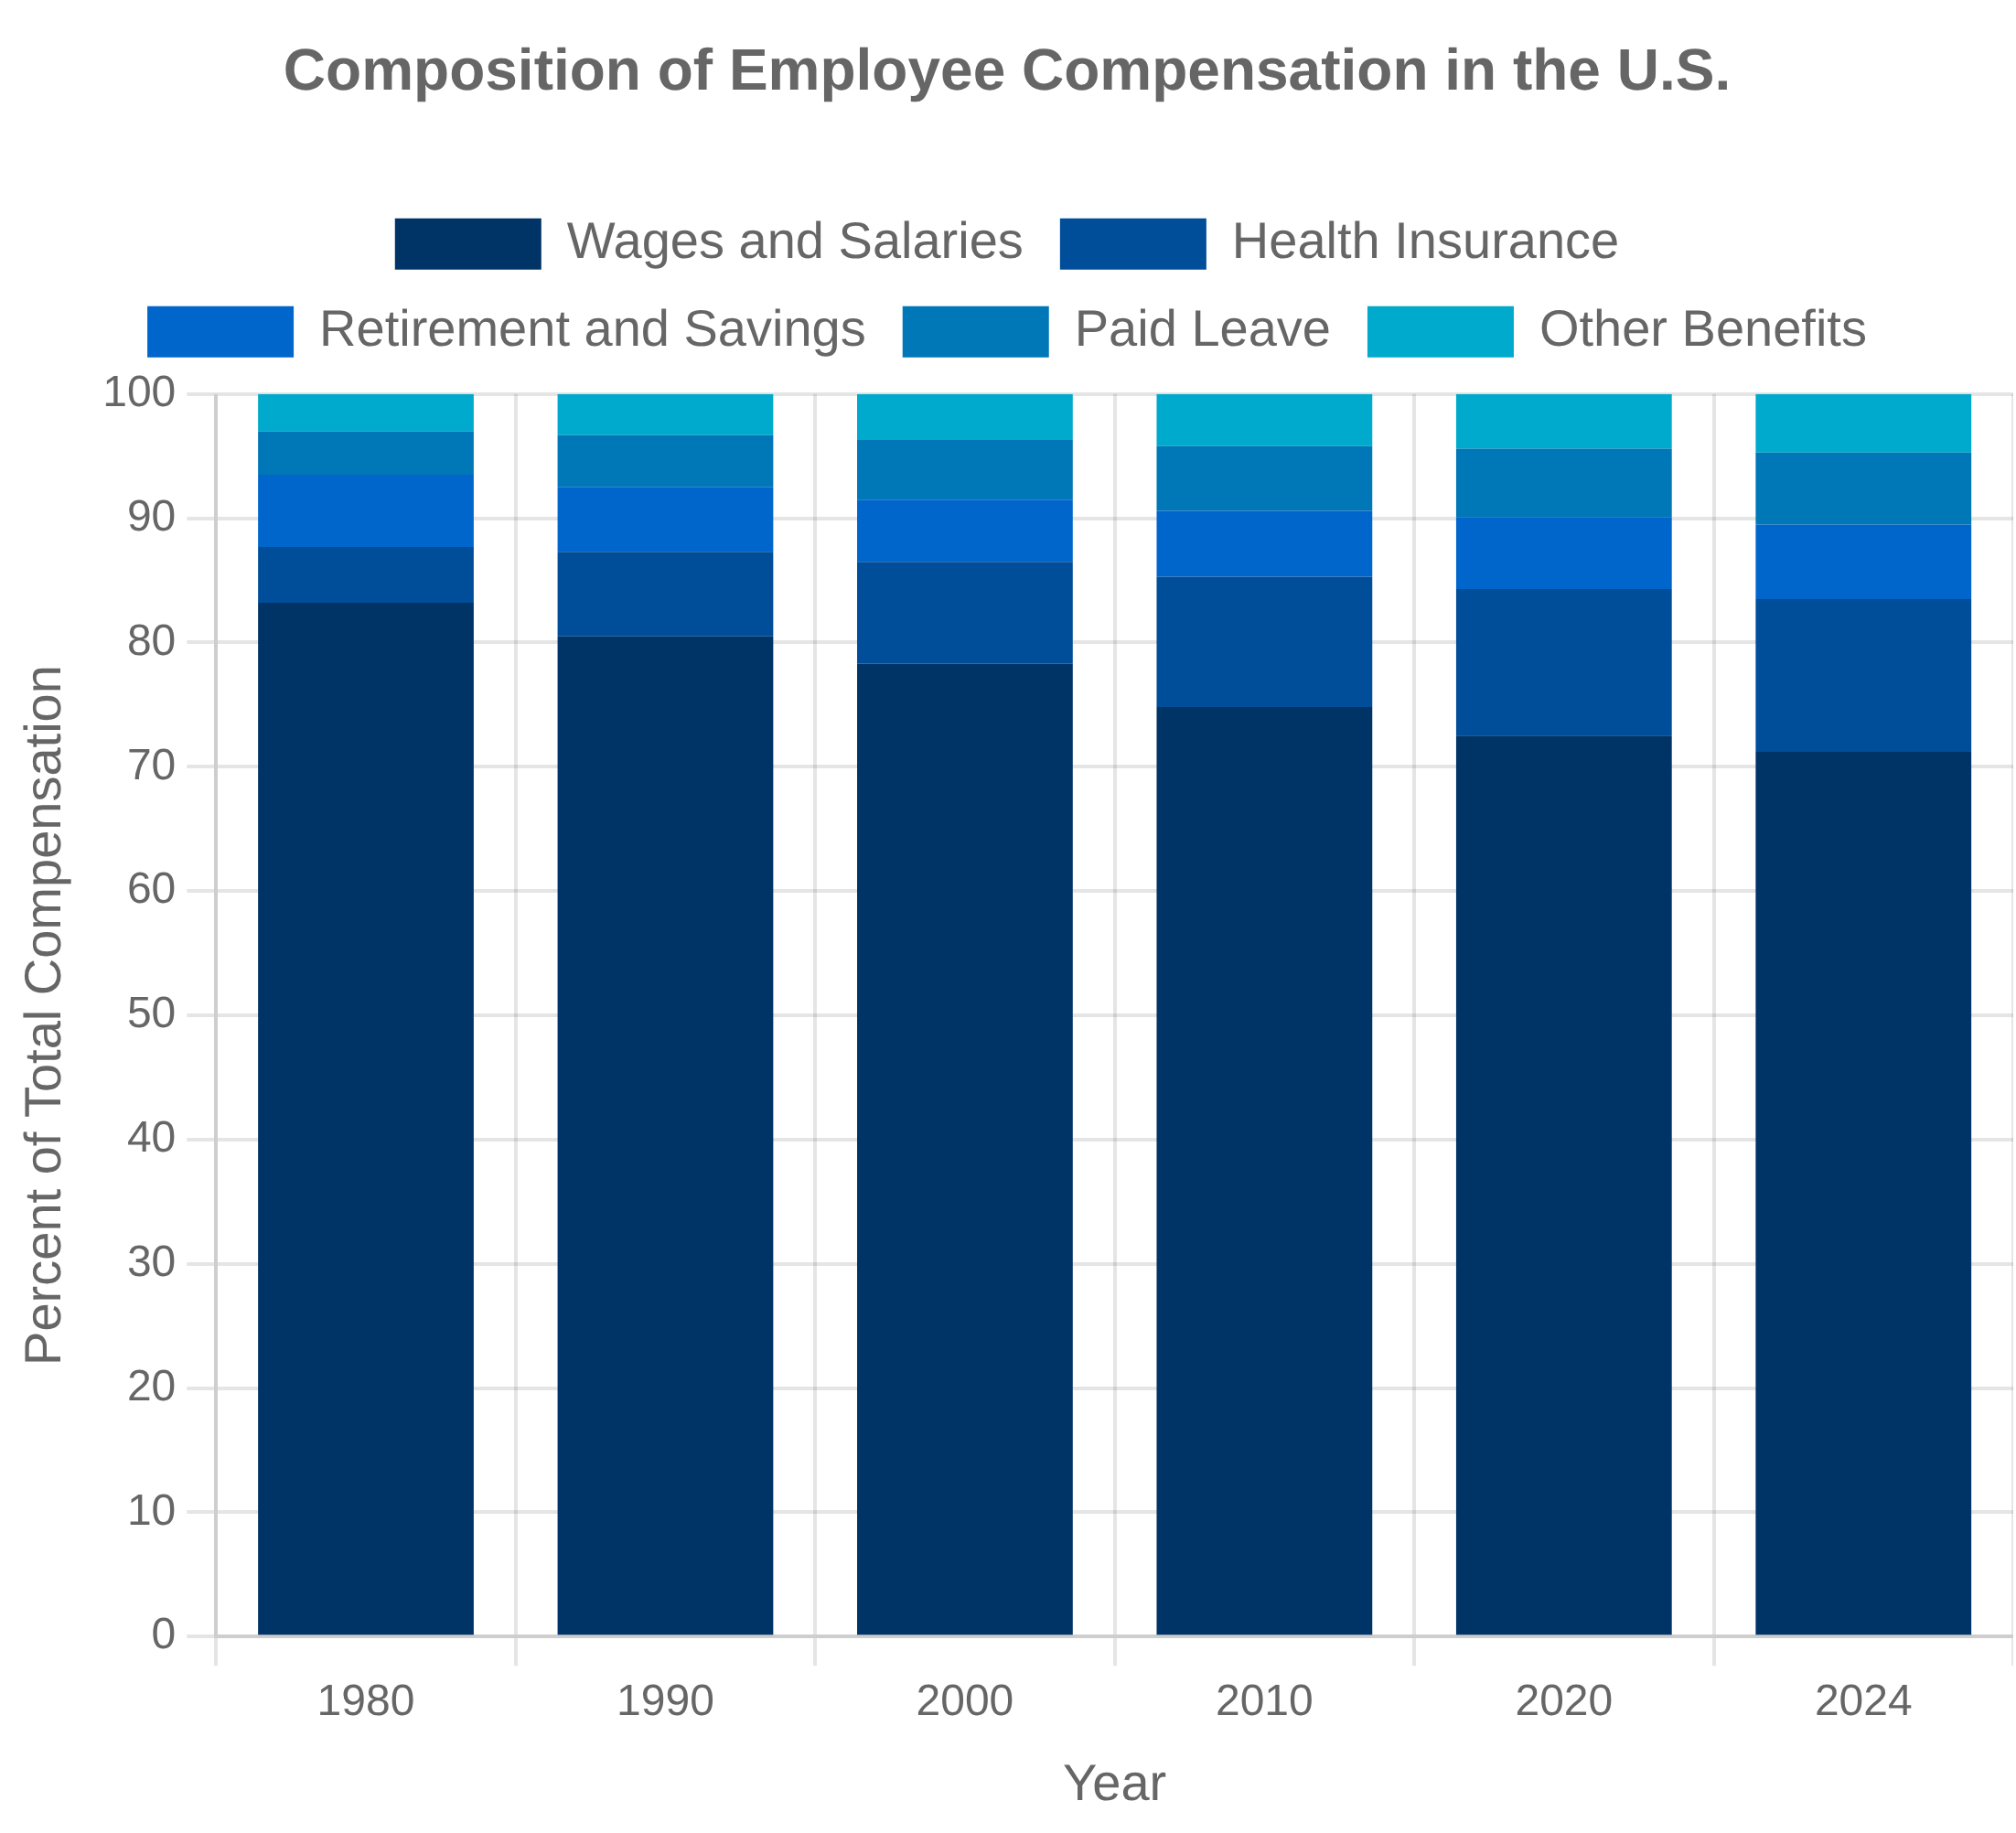 Composition of Employee Compensation in the U.S.
Wages and Salaries Health Insurance
Retirement and Savings Paid Leave Other Benefits
Percent of Total Compensation
100
90
80
70
60
50
40
30
20
10
0
1980 1990 2000 2010 2020 2024
Year